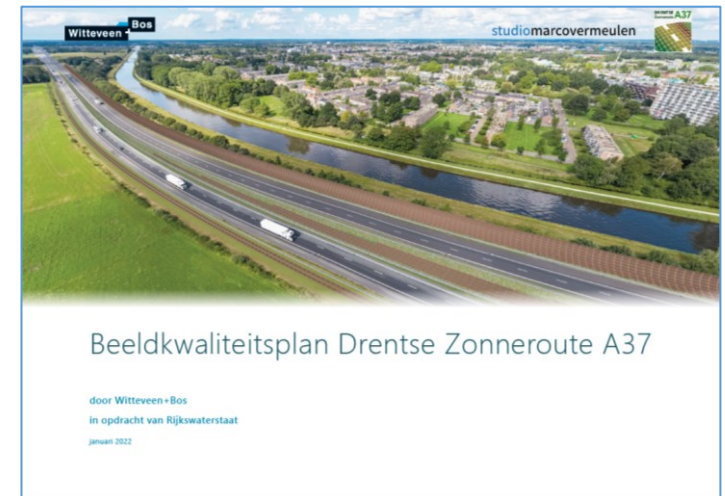 Witteveen + Bos
studiomarcovermeulen
A37
Beeldkwaliteitsplan Drentse Zonneroute A37
door Witteveen+Bos
in opdracht van Rijkswaterstaat
januari 2022